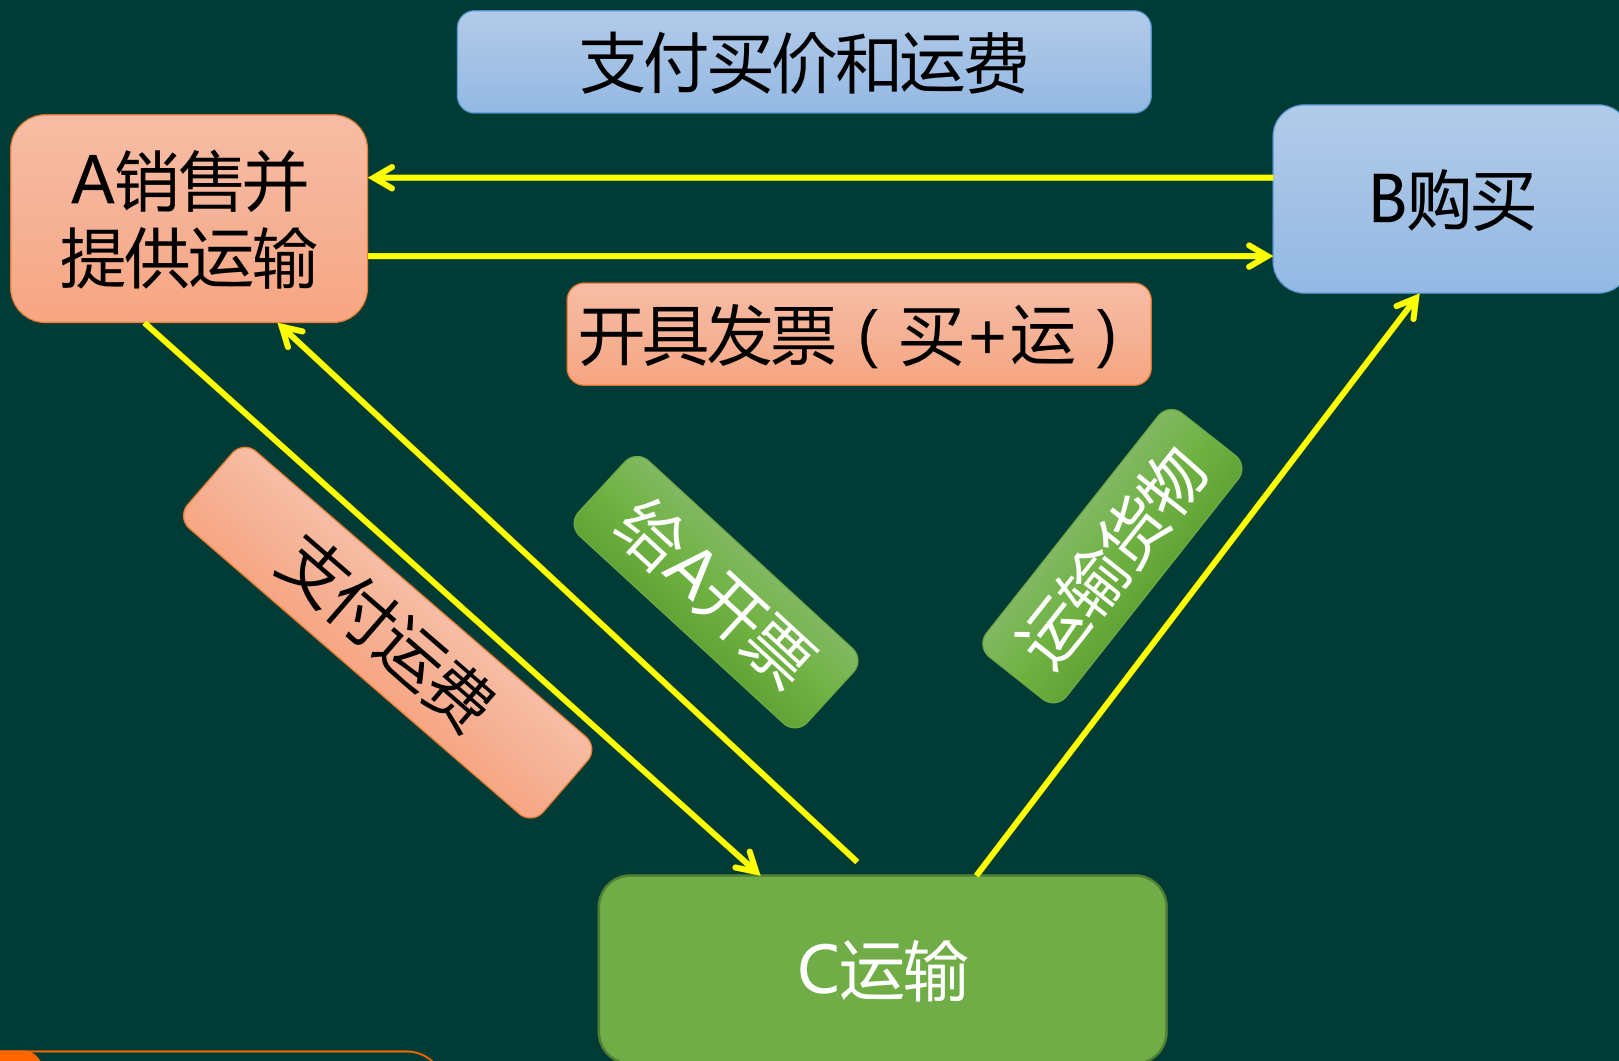 支付买价和运费
A销售并
提供运输
B购买
开具发票（买+运）
支付运费
给A开票
运输货物
C运输